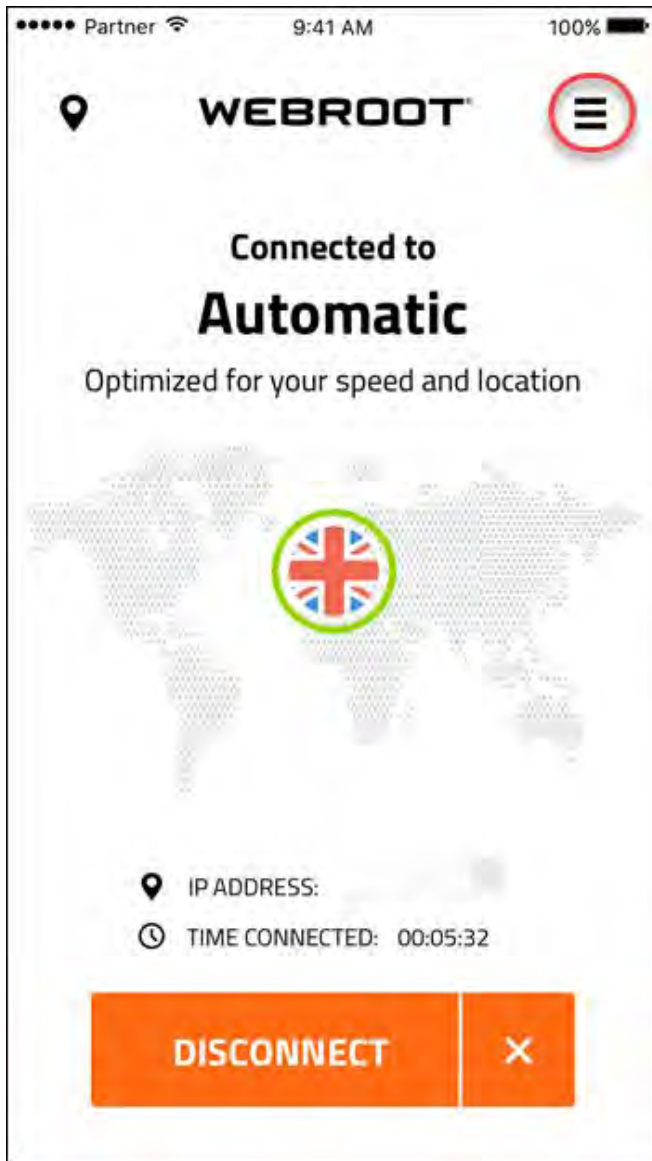 Partner 9:41 AM 100%
WEBROOT
Connected to
Automatic
Optimized for your speed and location
IP ADDRESS:
TIME CONNECTED: 00:05:32
DISCONNECT